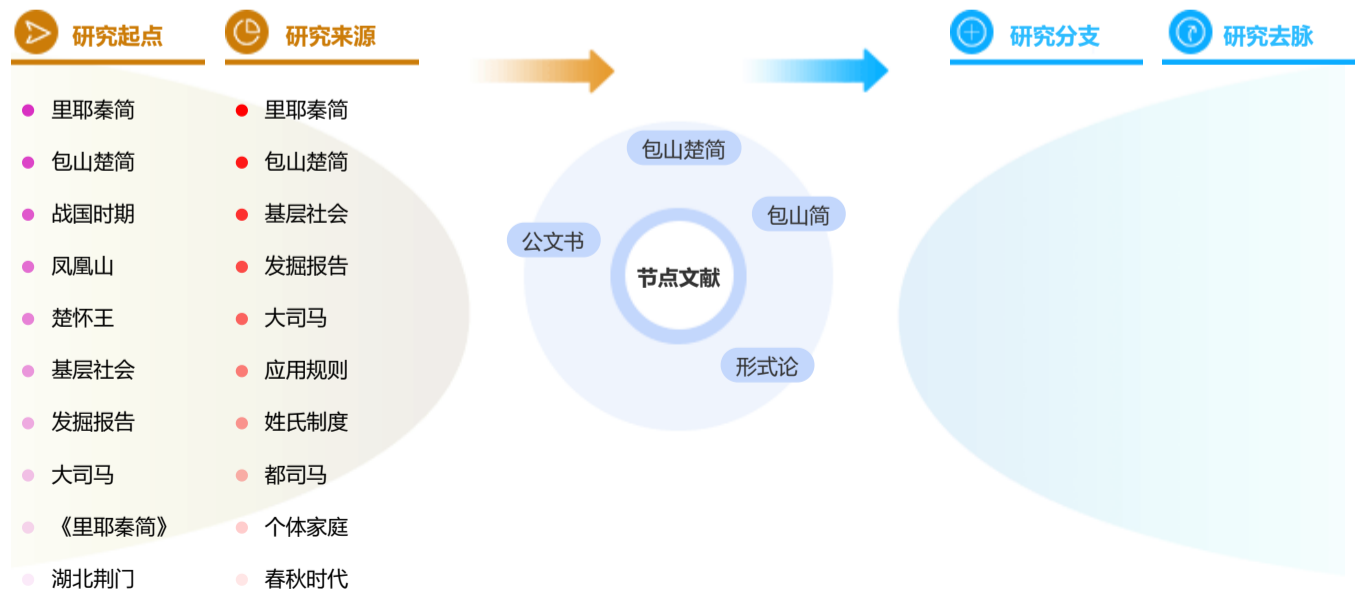 研究起点
研究来源
研究分支
研究去脉
里耶秦简
包山楚简
战国时期
凤凰山
楚怀王
基层社会
发掘报告
大司马
《里耶秦简》
湖北荆门
里耶秦简
包山楚简
基层社会
发掘报告
大司马
应用规则
姓氏制度
都司马
个体家庭
春秋时代
包山楚简
包山简
公文书
节点文献
形式论